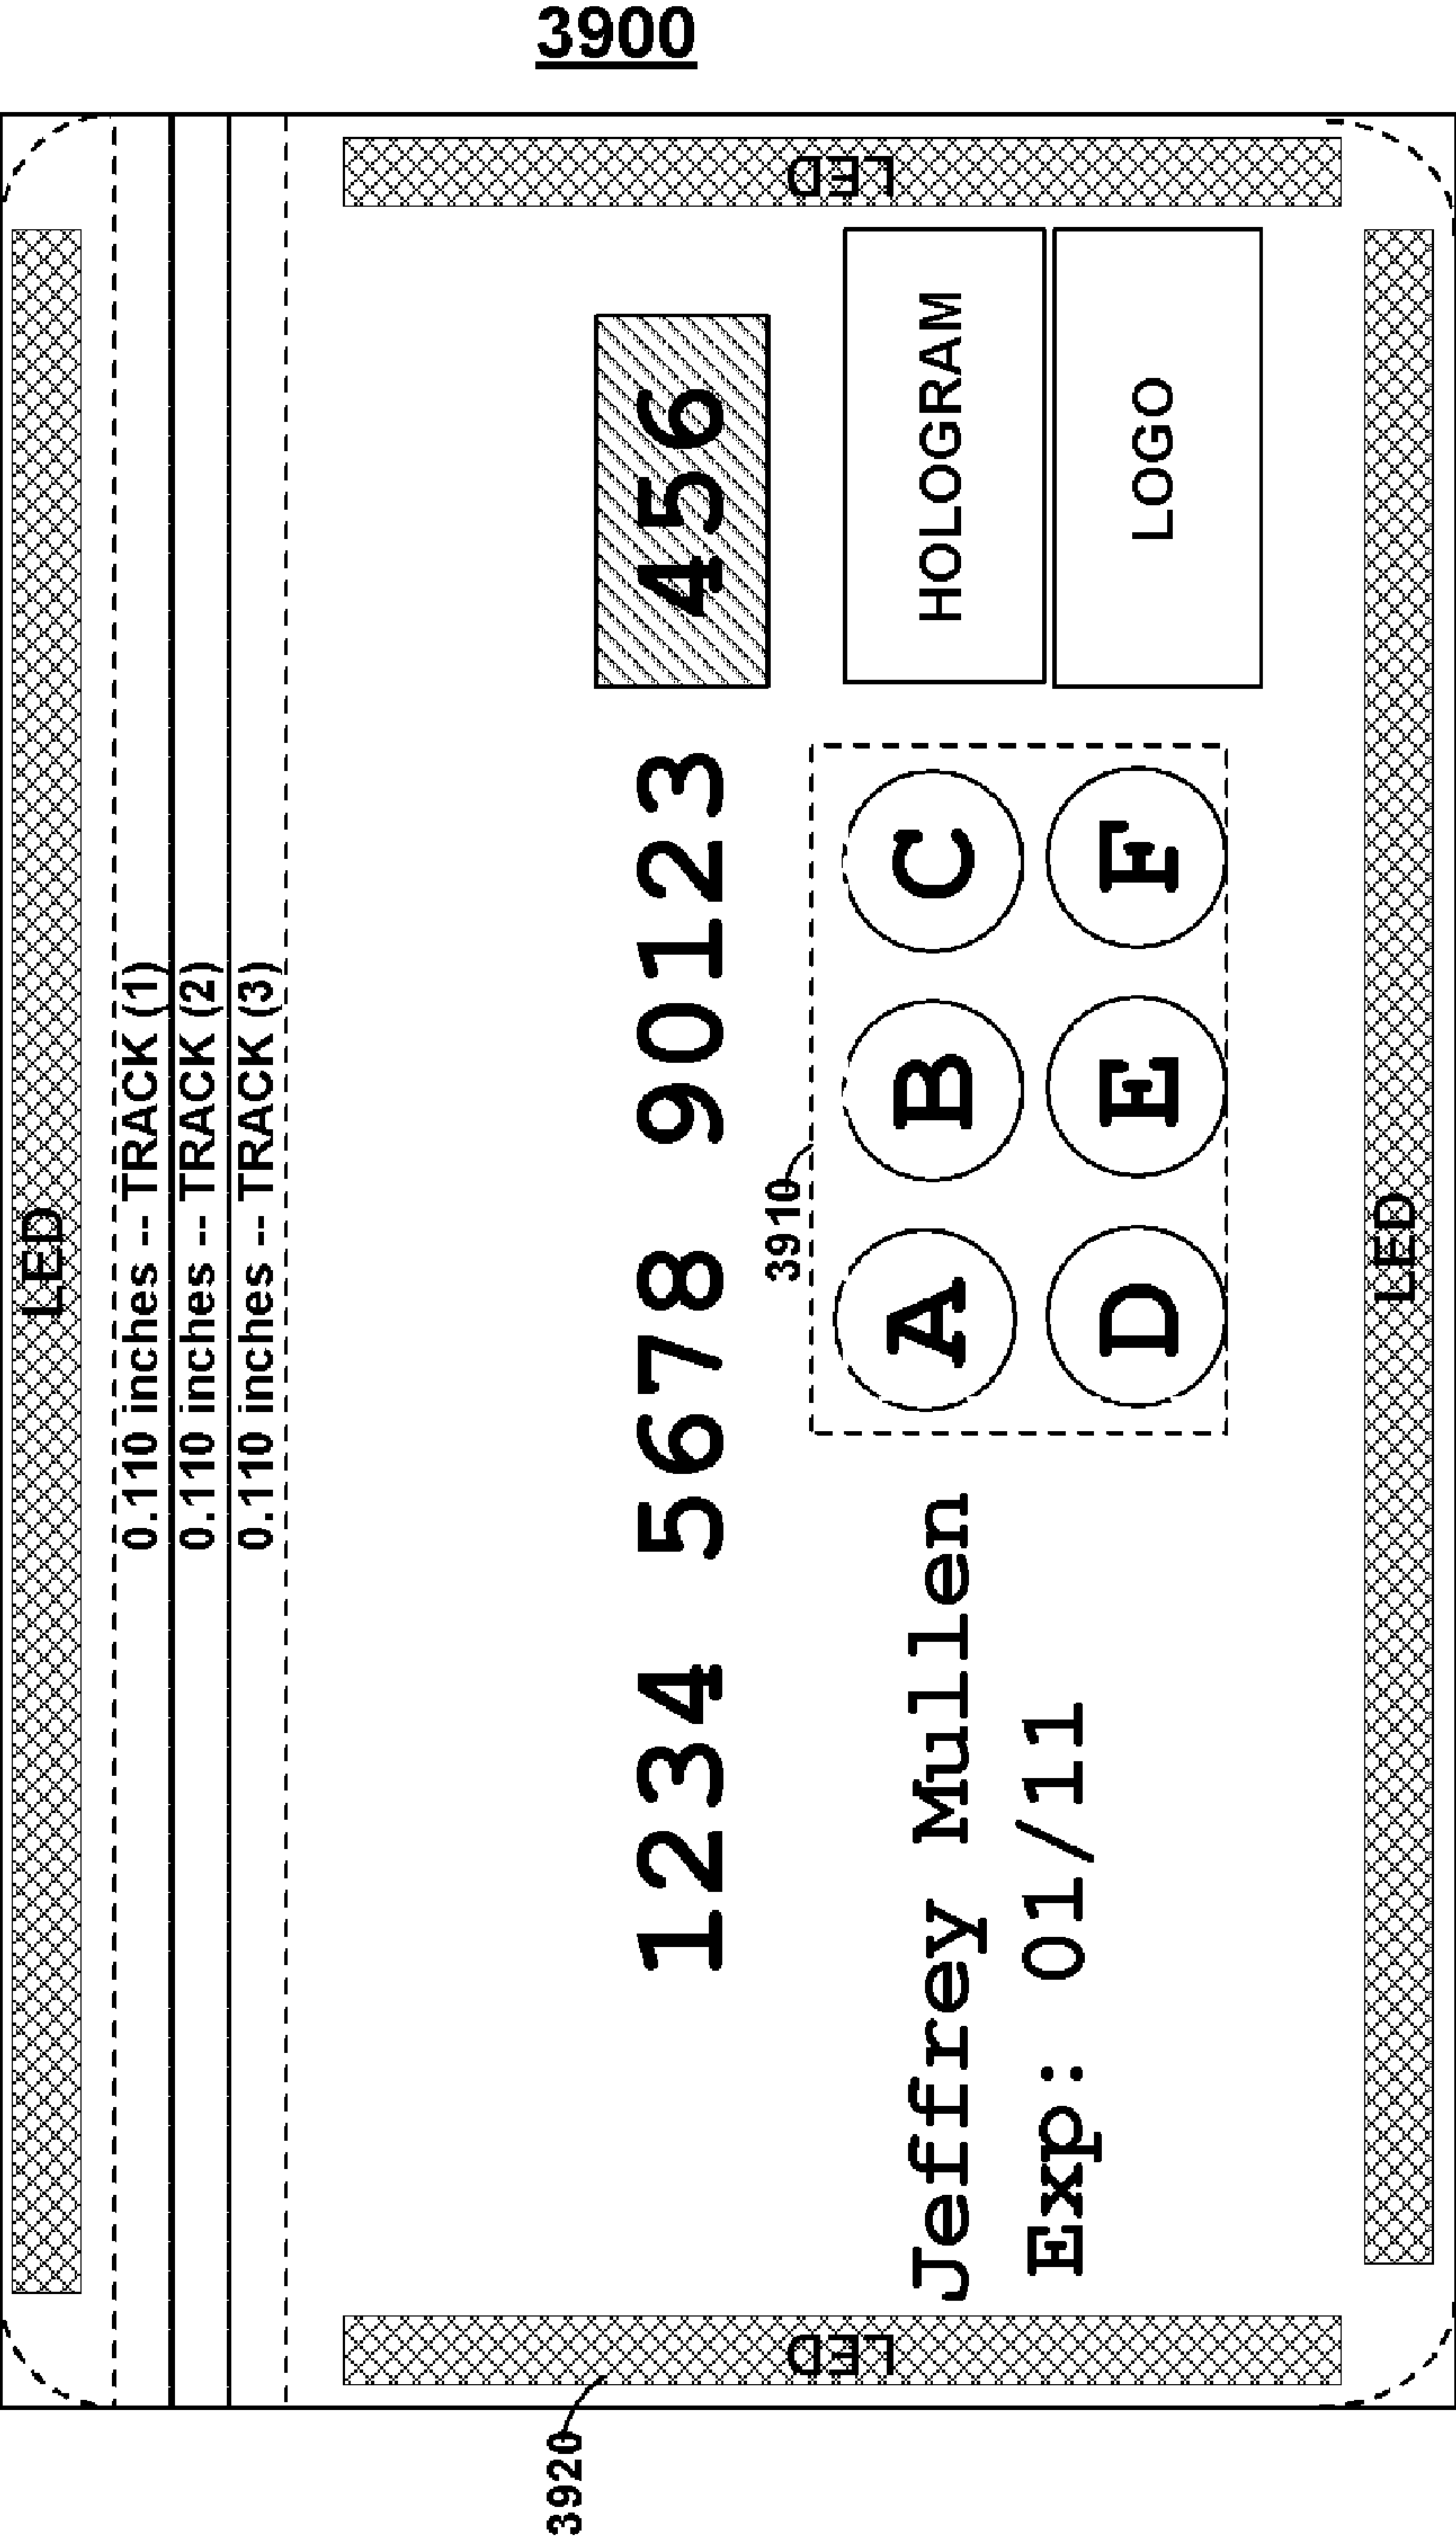 3900
LED
0.110 inches -- TRACK (1)
0.110 inches -- TRACK (2)
0.110 inches -- TRACK (3)
LED
LED
3920
1234 5678 90123 456
3910
Jeffrey Mullen
Exp: 01/11
A B C
D E F
HOLOGRAM
LOGO
LED